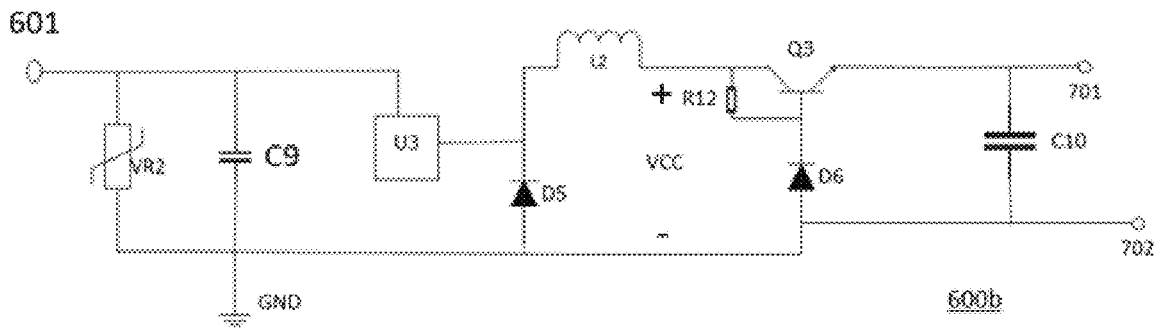 601
VR2
C9
U3
L2
D5
+
VCC
-
R12
Q3
D6
C10
701
702
GND
600b